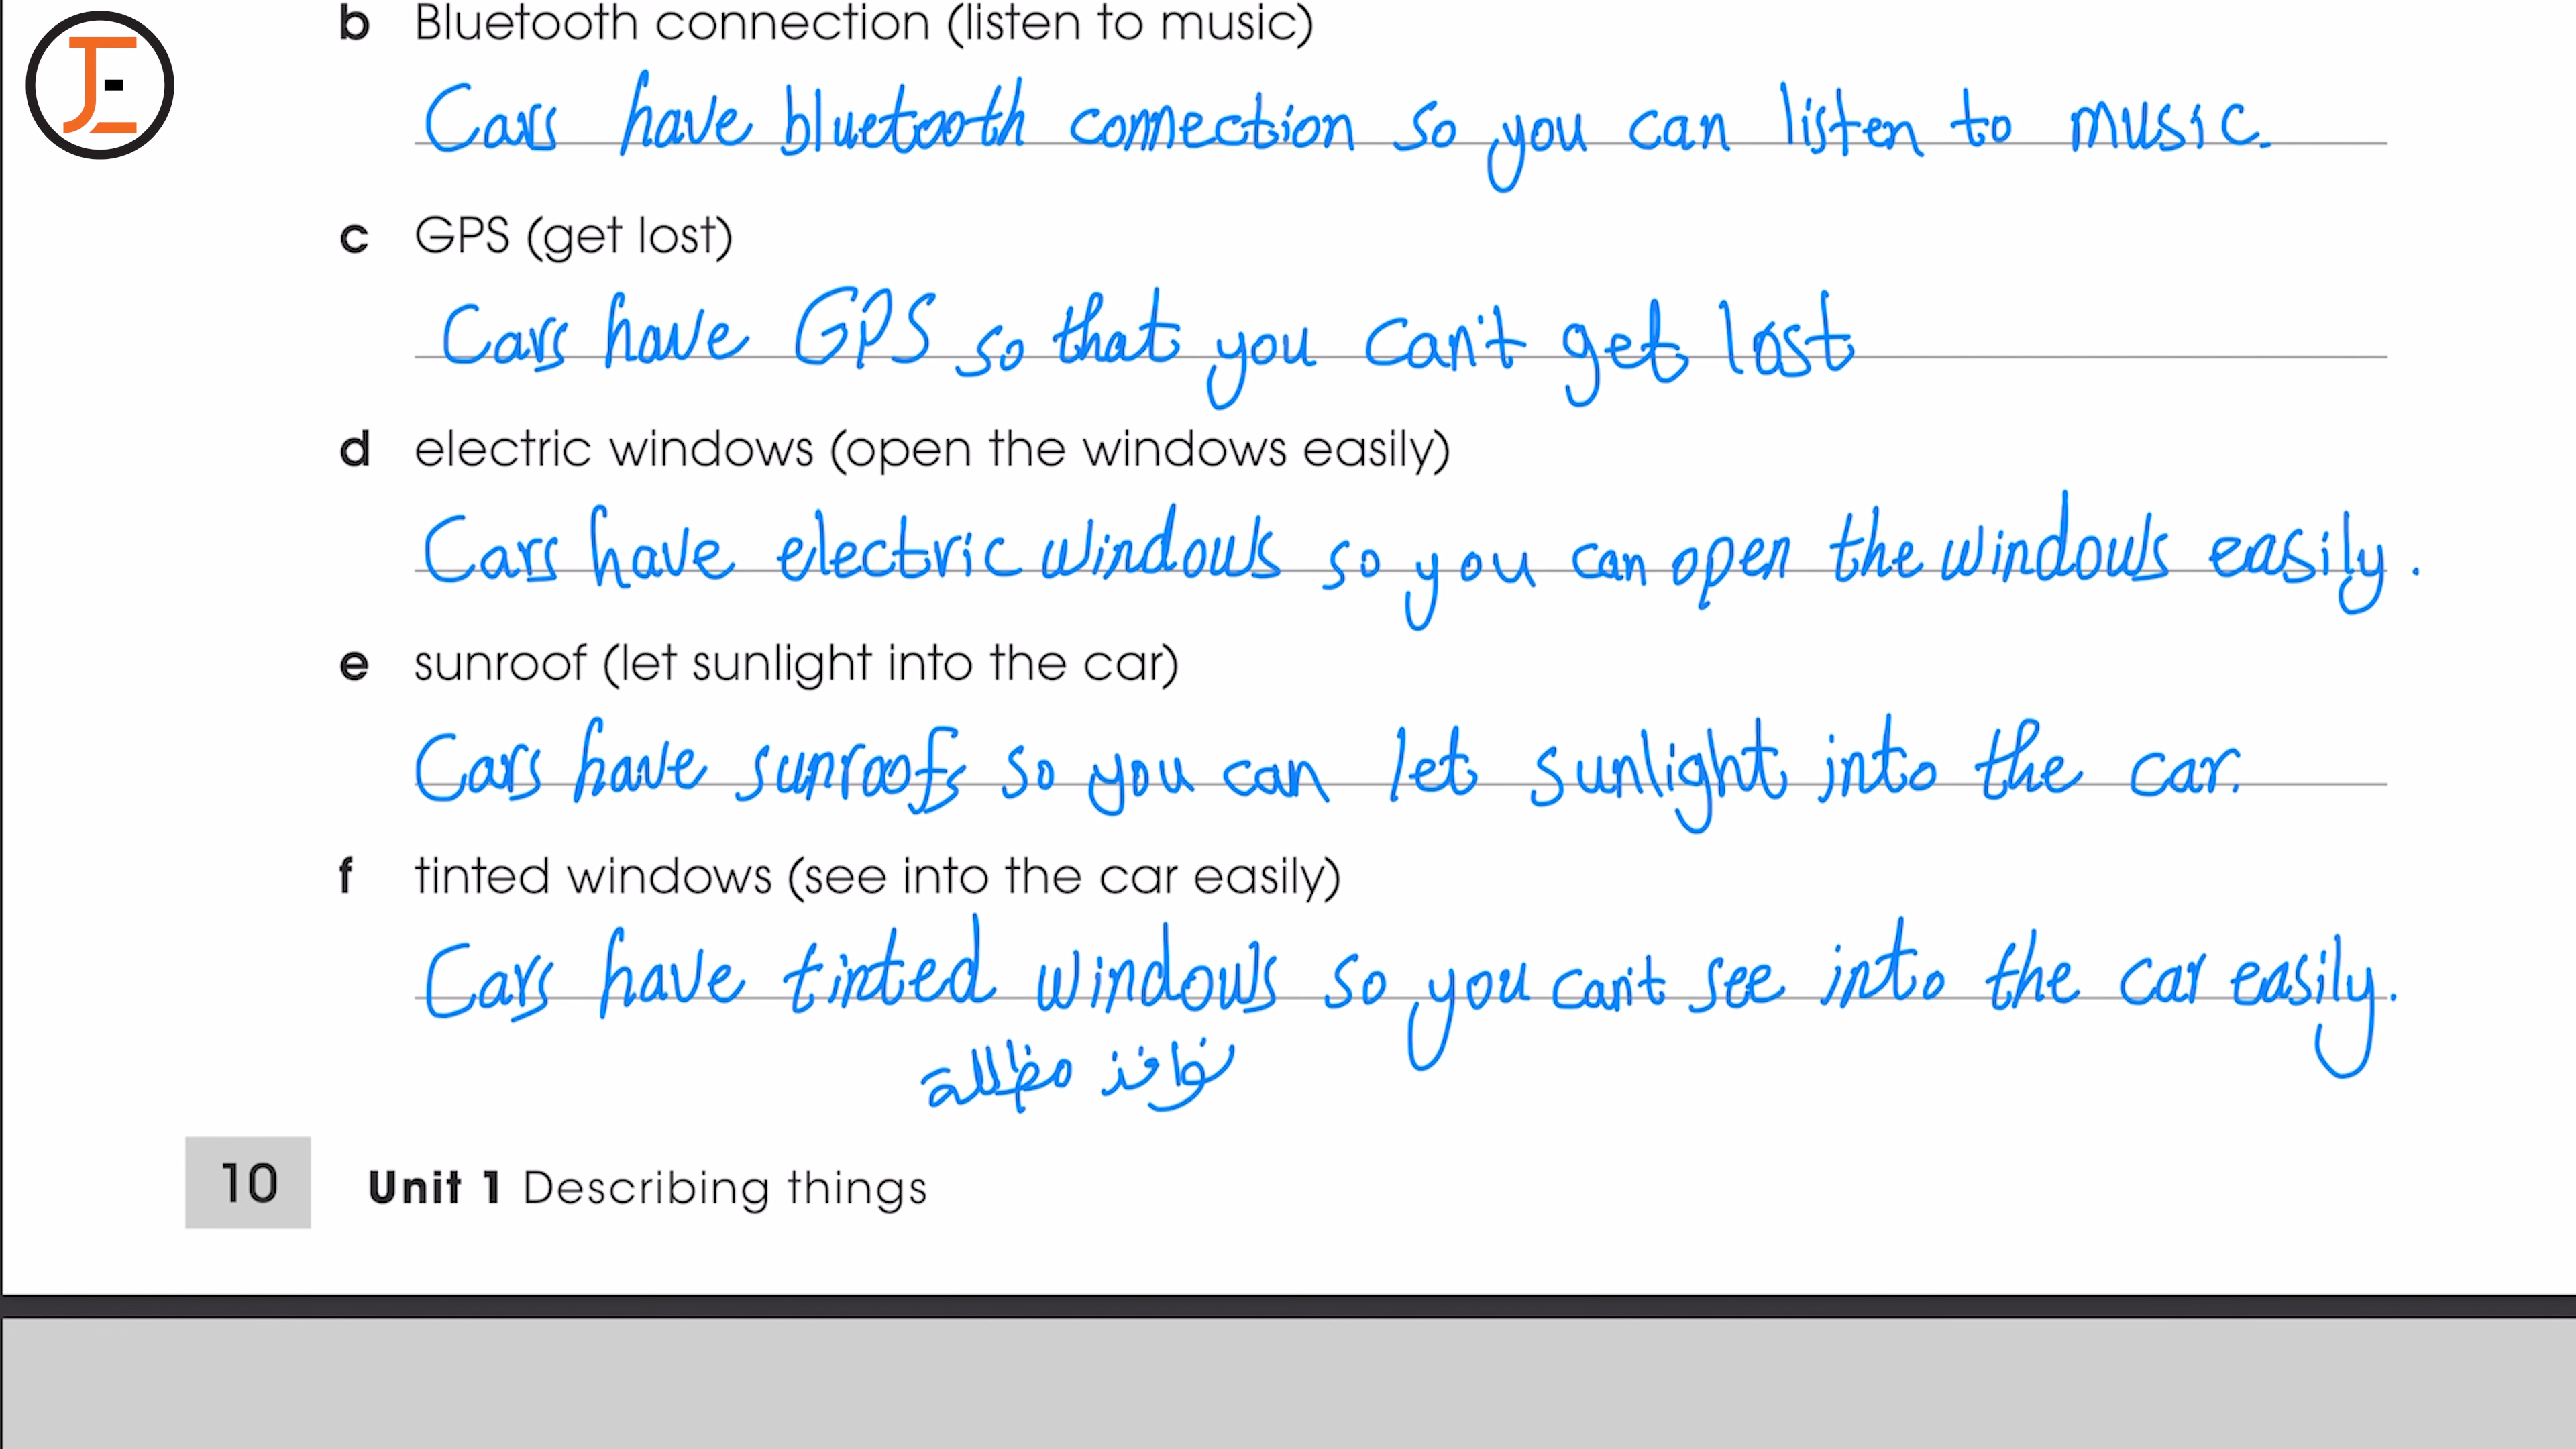 JE
b Bluetooth connection (listen to music)
Cars have bluetooth connection so you can listen to music.
c GPS (get lost)
Cars have GPS so that you can't get lost
d electric windows (open the windows easily)
Cars have electric windows so you can open the windows easily.
e sunroof (let sunlight into the car)
Cars have sunroofs so you can let sunlight into the car.
f tinted windows (see into the car easily)
Cars have tinted windows so you can't see into the car easily.
نوافذ مظللة
10 Unit 1 Describing things